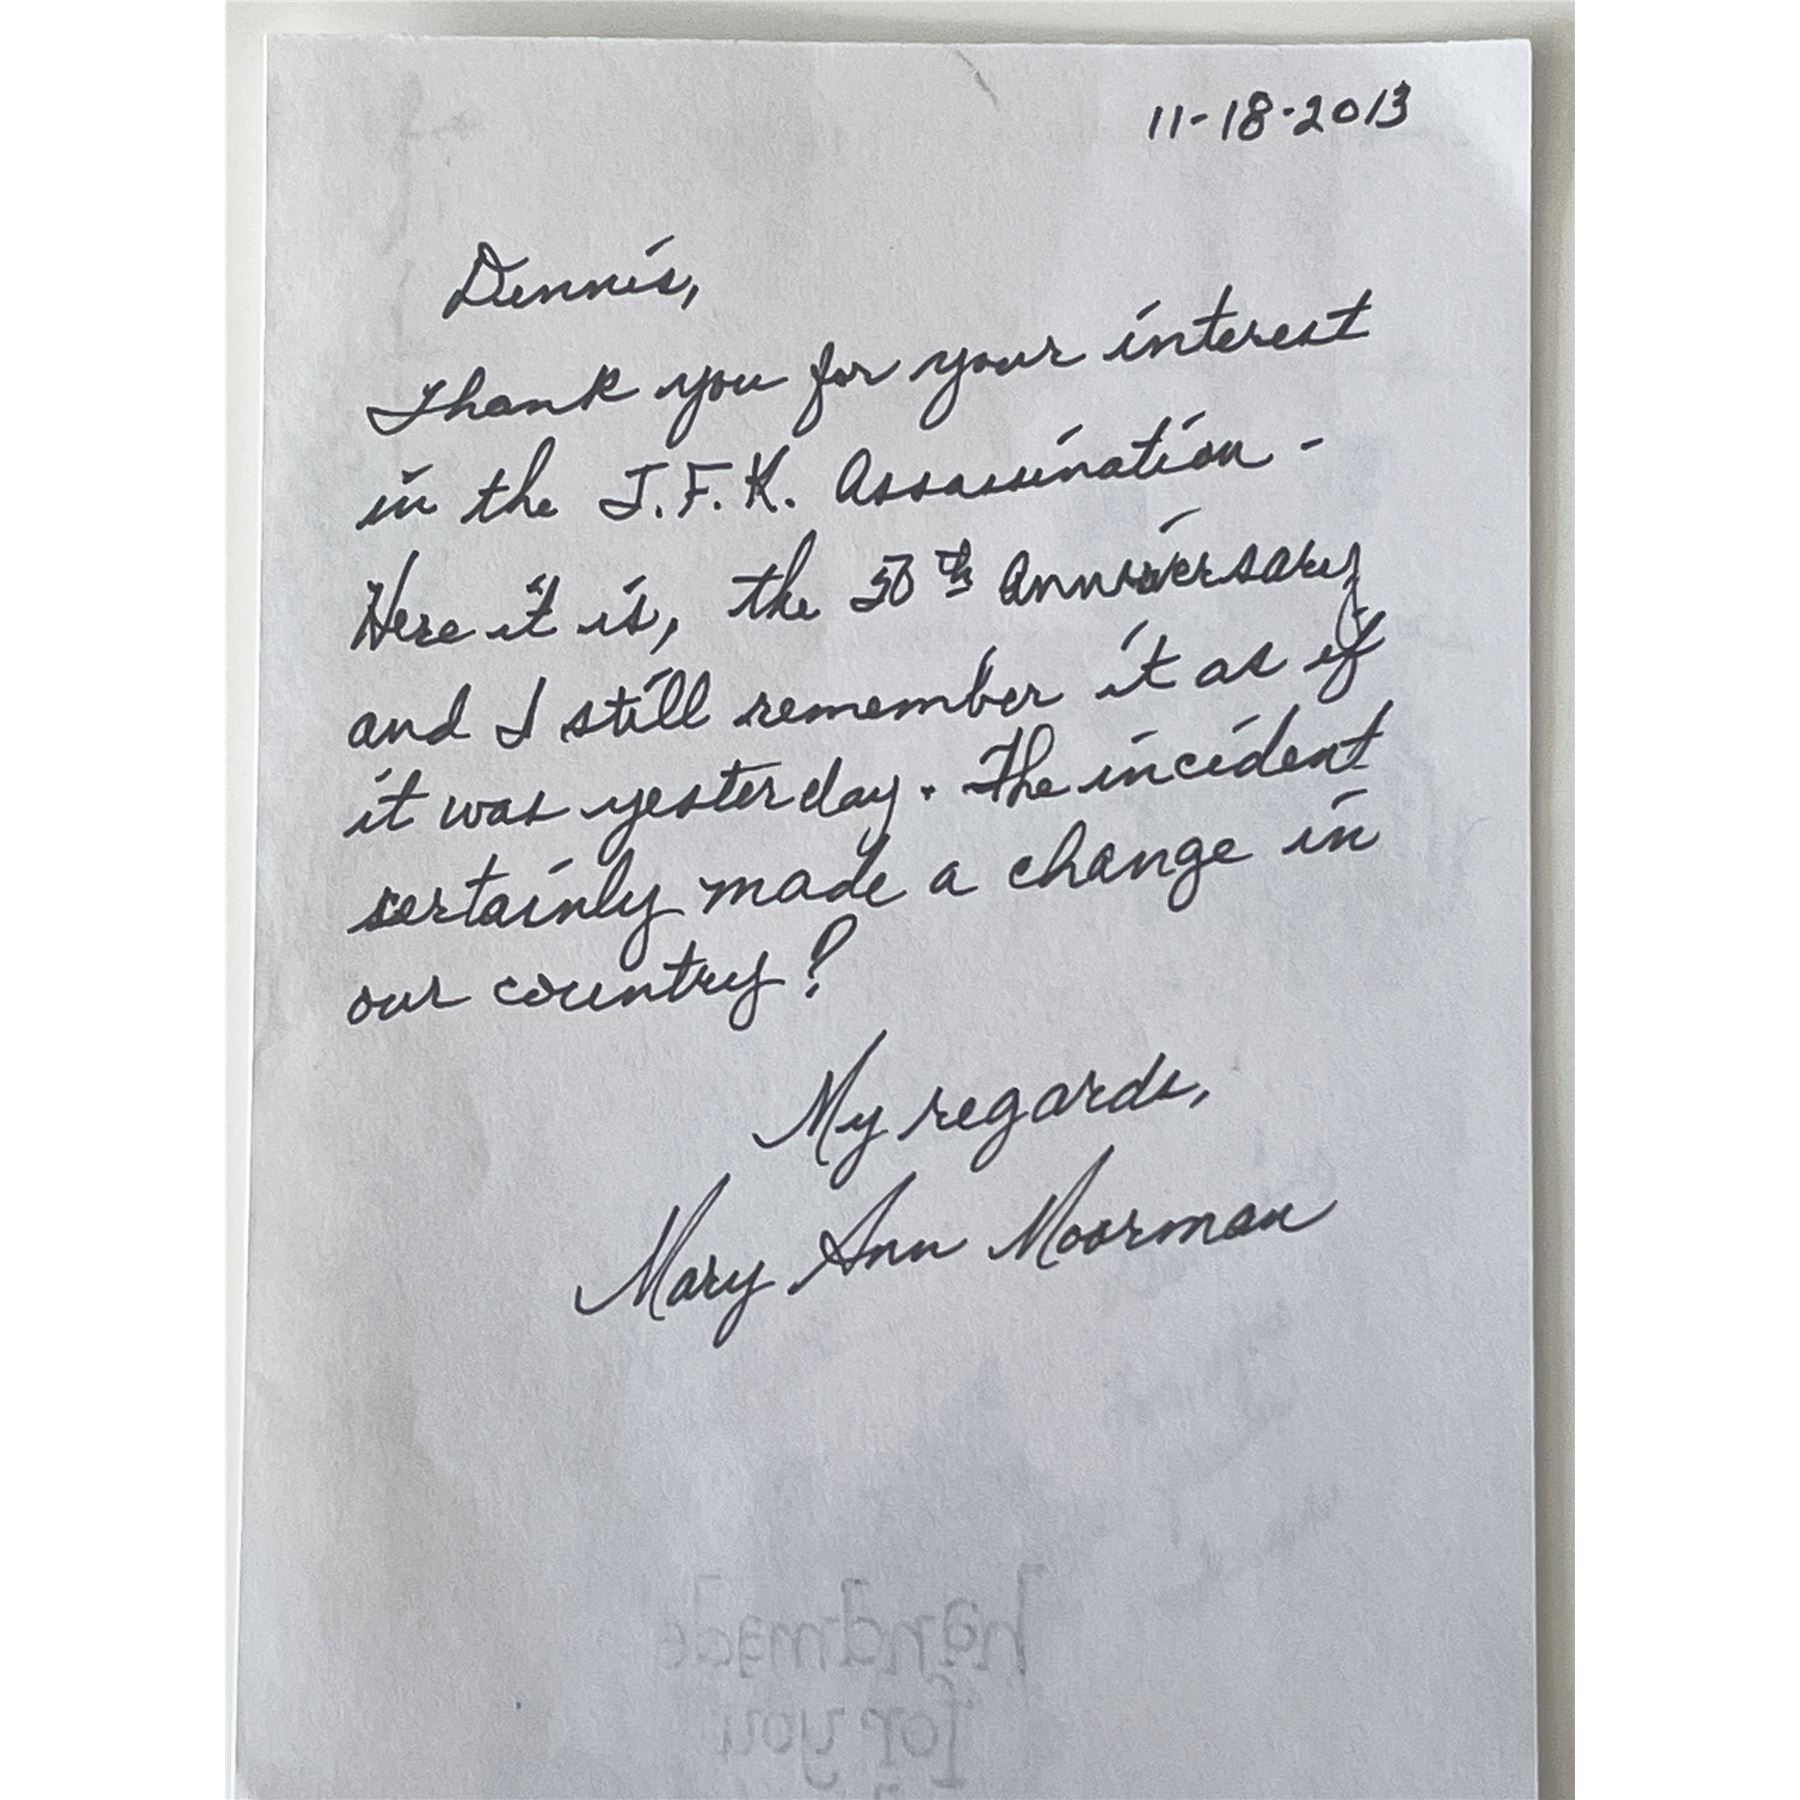 11-18-2013
Dennis,
Thank you for your interest
in the J.F.K. Assassination -
Here it is, the 50th Anniversary
and I still remember it as if
it was yesterday. The incident
certainly made a change in
our country!
My regards,
Mary Ann Moorman
handmade
for you